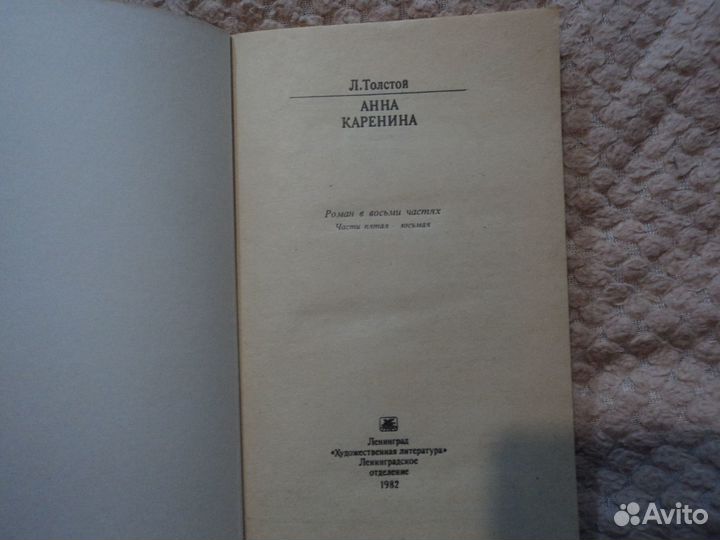 Л.Толстой
АННА
КАРЕНИНА
Роман в восьми частях
Части пятая - восьмая
Ленинград
«Художественная литература»
Ленинградское
отделение
1982
Avito